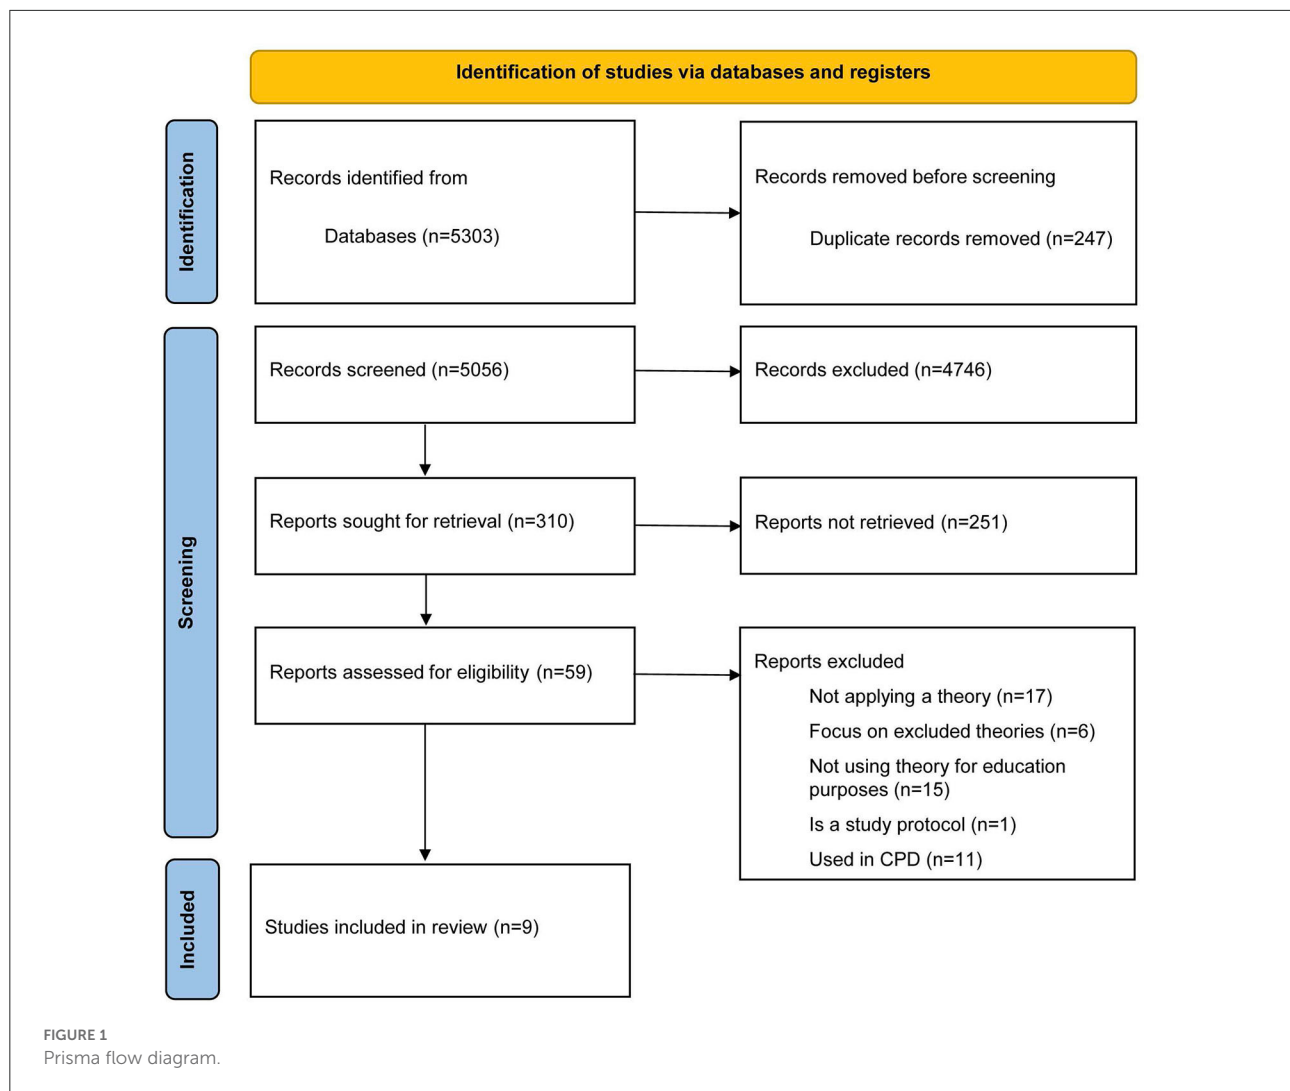 Identification of studies via databases and registers
Identification
Records identified from
Databases (n=5303)
Records removed before screening
Duplicate records removed (n=247)
Screening
Records screened (n=5056)
Records excluded (n=4746)
Reports sought for retrieval (n=310)
Reports not retrieved (n=251)
Reports assessed for eligibility (n=59)
Reports excluded
Not applying a theory (n=17)
Focus on excluded theories (n=6)
Not using theory for education
purposes (n=15)
Is a study protocol (n=1)
Used in CPD (n=11)
Included
Studies included in review (n=9)
FIGURE 1
Prisma flow diagram.